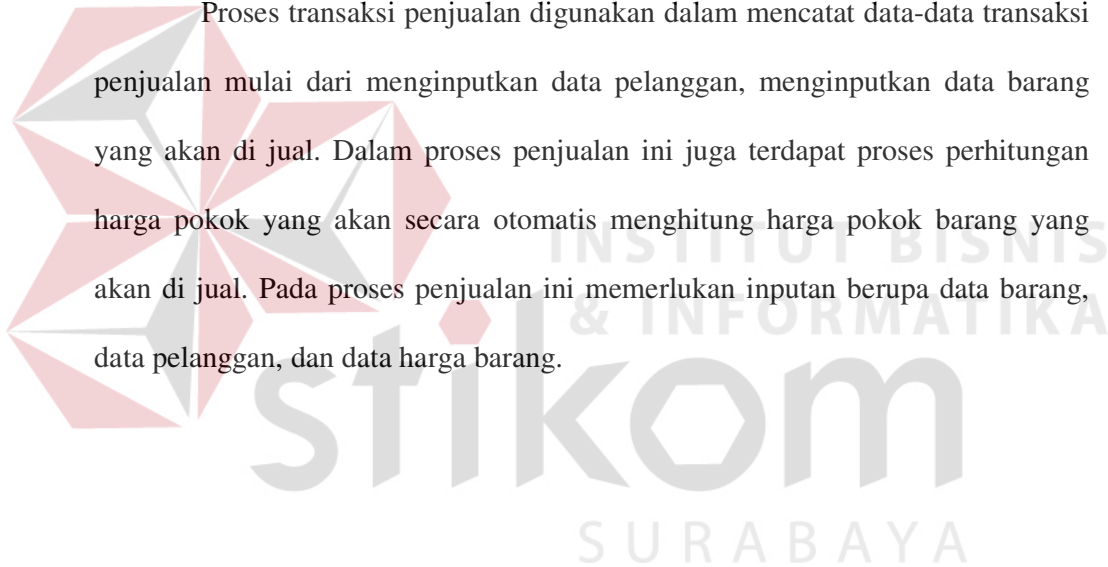 Proses transaksi penjualan digunakan dalam mencatat data-data transaksi
penjualan mulai dari menginputkan data pelanggan, menginputkan data barang
yang akan di jual. Dalam proses penjualan ini juga terdapat proses perhitungan
harga pokok yang akan secara otomatis menghitung harga pokok barang yang
akan di jual. Pada proses penjualan ini memerlukan inputan berupa data barang,
data pelanggan, dan data harga barang.
INSTITUT BISNIS
& INFORMATIKA
stikom
SURABAYA